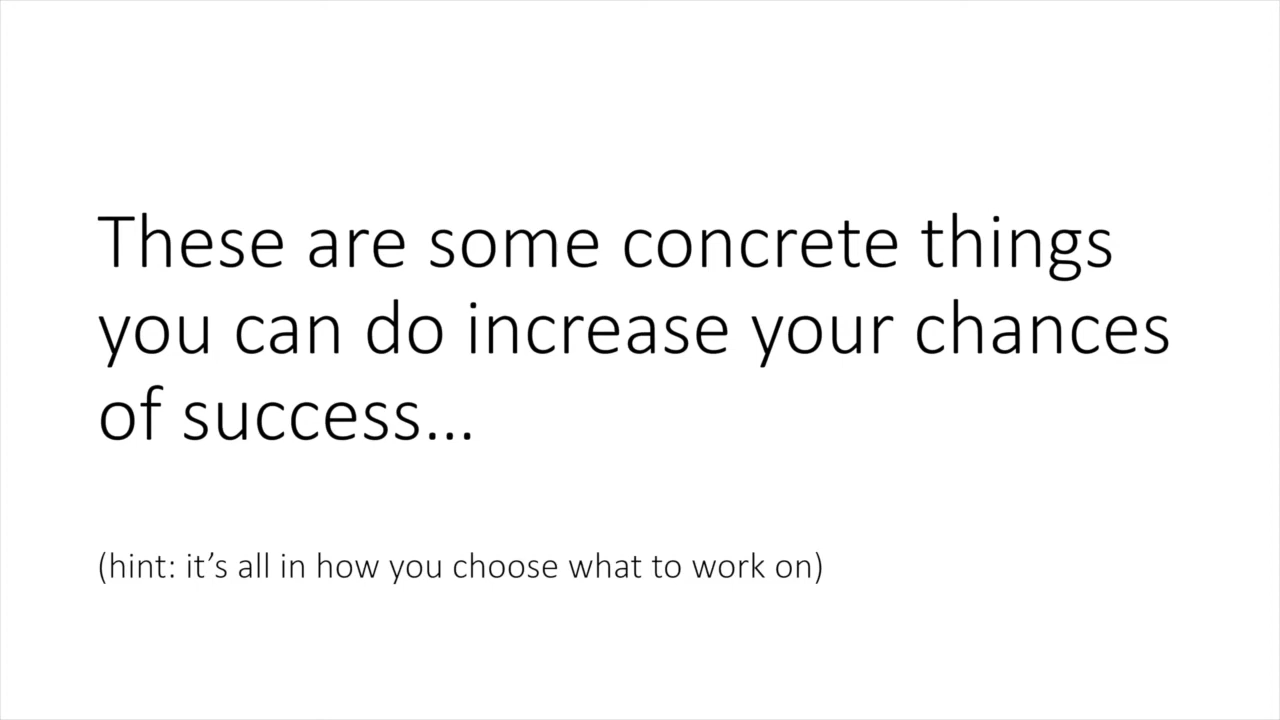 These are some concrete things
you can do increase your chances
of success...
(hint: it’s all in how you choose what to work on)